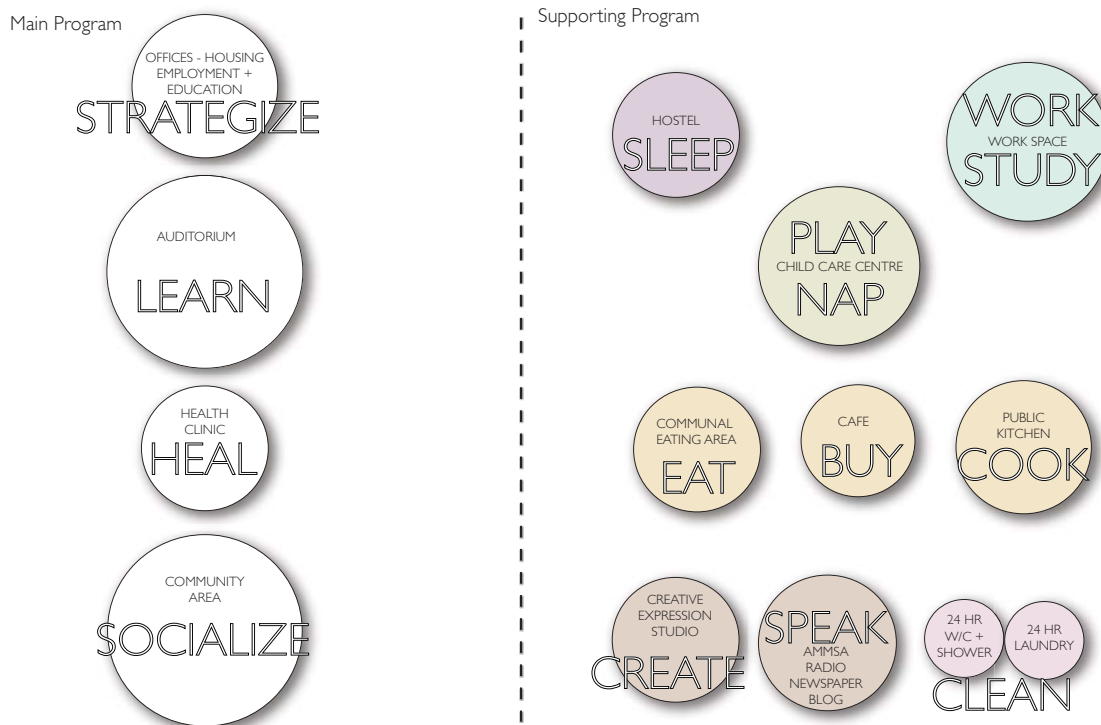 Main Program
OFFICES - HOUSING
EMPLOYMENT +
EDUCATION
STRATEGIZE
AUDITORIUM
LEARN
HEALTH
CLINIC
HEAL
COMMUNITY
AREA
SOCIALIZE
Supporting Program
HOSTEL
SLEEP
WORK
WORK SPACE
STUDY
PLAY
CHILD CARE CENTRE
NAP
COMMUNAL
EATING AREA
EAT
CAFE
BUY
PUBLIC
KITCHEN
COOK
CREATIVE
EXPRESSION
STUDIO
CREATE
SPEAK
AMMSA
RADIO
NEWSPAPER
BLOG
24 HR
W/C +
SHOWER
24 HR
LAUNDRY
CLEAN